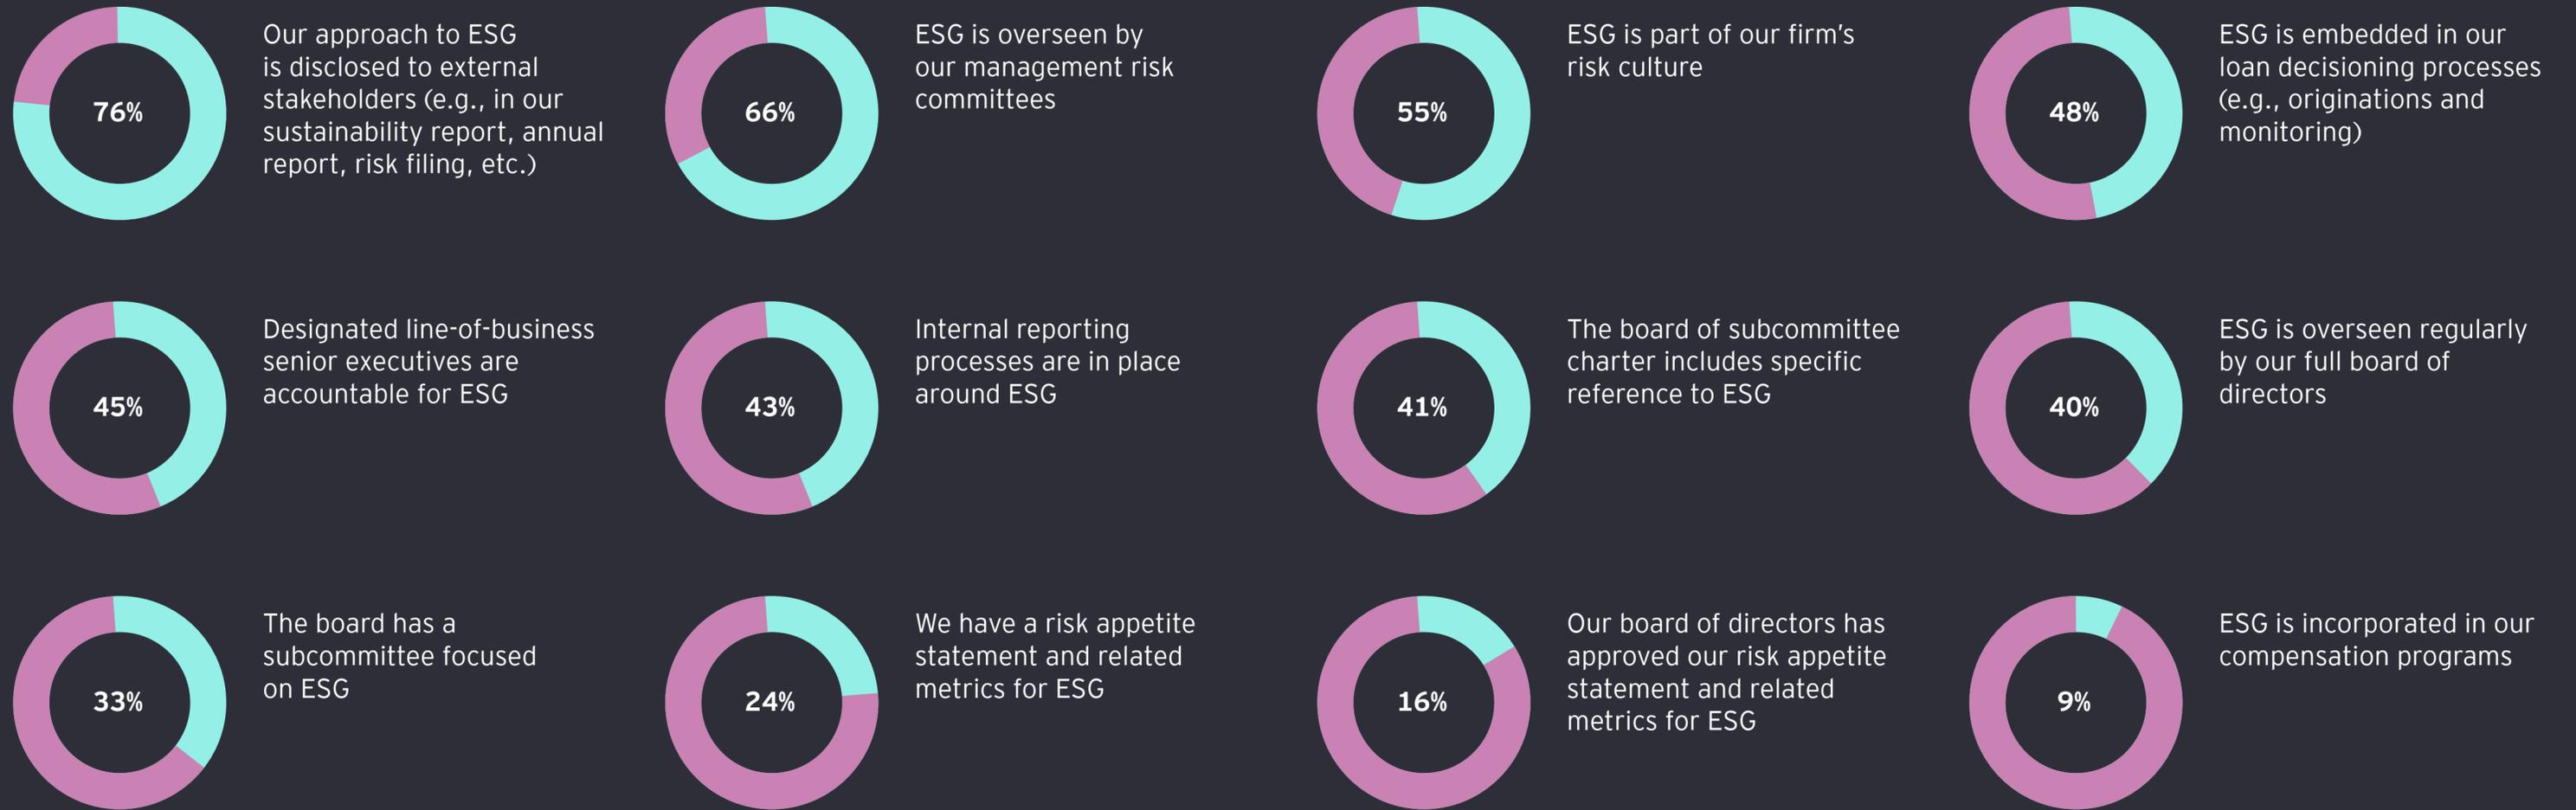 76%
Our approach to ESG
is disclosed to external
stakeholders (e.g., in our
sustainability report, annual
report, risk filing, etc.)
66%
ESG is overseen by
our management risk
committees
55%
ESG is part of our firm’s
risk culture
48%
ESG is embedded in our
loan decisioning processes
(e.g., originations and
monitoring)
45%
Designated line-of-business
senior executives are
accountable for ESG
43%
Internal reporting
processes are in place
around ESG
41%
The board of subcommittee
charter includes specific
reference to ESG
40%
ESG is overseen regularly
by our full board of
directors
33%
The board has a
subcommittee focused
on ESG
24%
We have a risk appetite
statement and related
metrics for ESG
16%
Our board of directors has
approved our risk appetite
statement and related
metrics for ESG
9%
ESG is incorporated in our
compensation programs